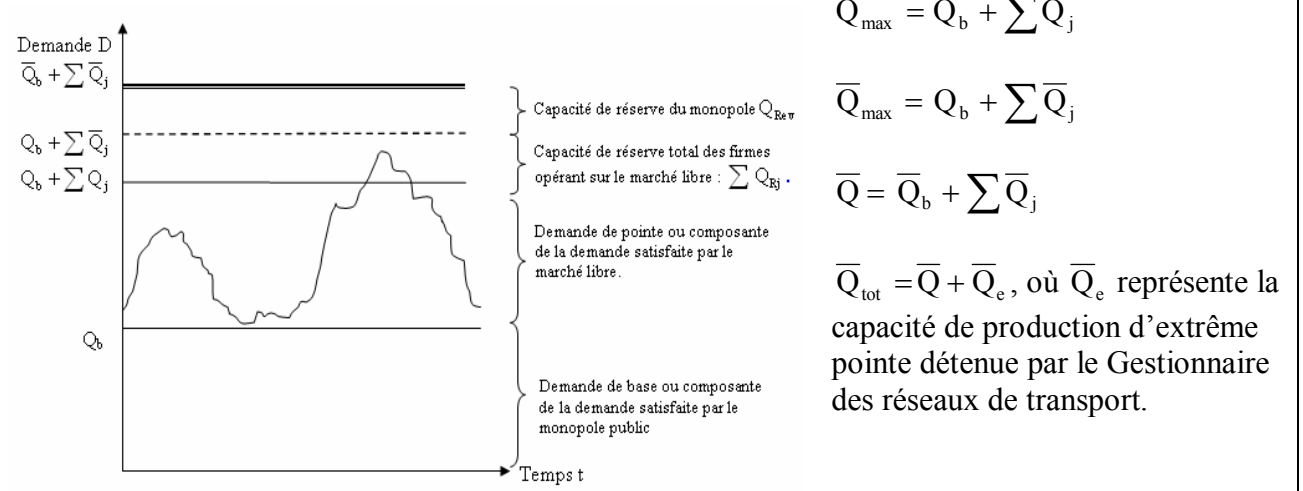 Demande D
Q̅b + ∑ Q̅j
Qb + ∑ Q̅j
Qb + ∑ Qj
Qb
Capacité de réserve du monopole QReπ
Capacité de réserve total des firmes
opérant sur le marché libre : ∑ QRj .
Demande de pointe ou composante
de la demande satisfaite par le
marché libre.
Demande de base ou composante
de la demande satisfaite par le
monopole public
Temps t
Qmax = Qb + ∑ Qj
Q̅max = Qb + ∑ Q̅j
Q̅ = Q̅b + ∑ Q̅j
Q̅tot = Q̅ + Q̅e , où Q̅e représente la
capacité de production d’extrême
pointe détenue par le Gestionnaire
des réseaux de transport.